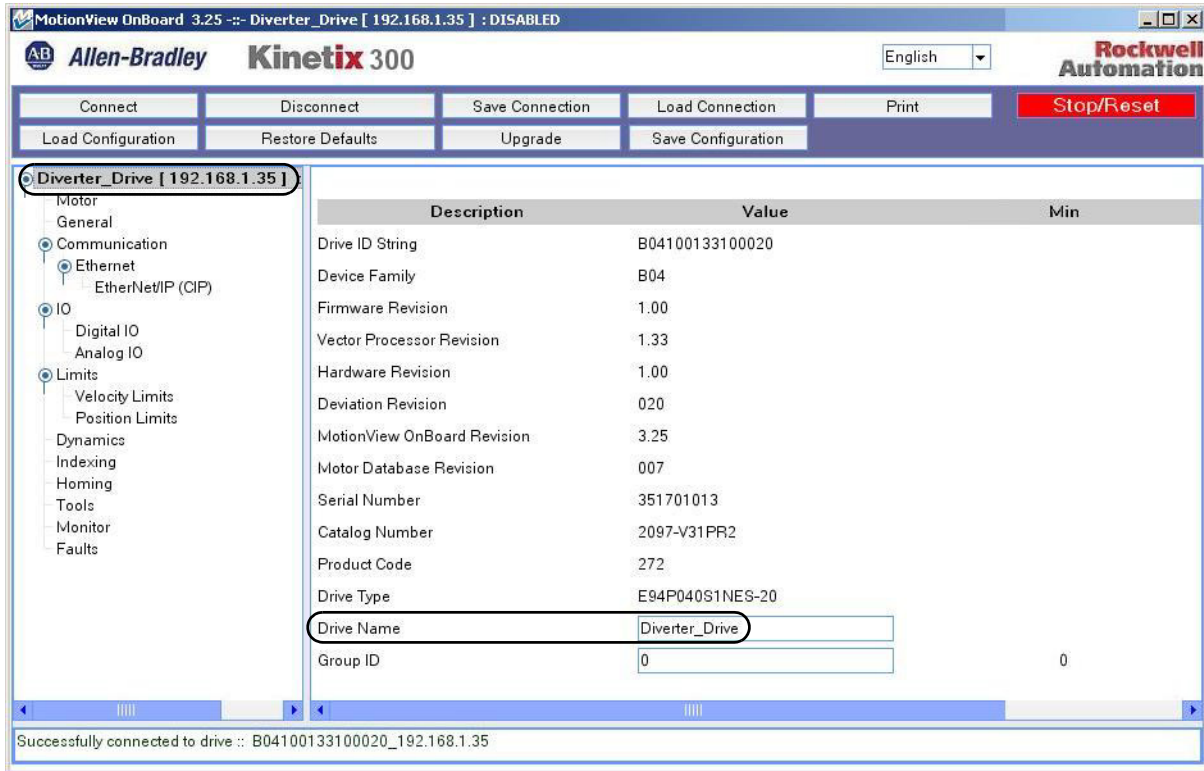 MotionView OnBoard 3.25 -::- Diverter_Drive [ 192.168.1.35 ] : DISABLED
AB Allen-Bradley Kinetix 300 English Rockwell Automation
Connect Disconnect Save Connection Load Connection Print Stop/Reset
Load Configuration Restore Defaults Upgrade Save Configuration
Diverter_Drive [ 192.168.1.35 ] :
Motor
General
Communication
Ethernet
EtherNet/IP (CIP)
IO
Digital IO
Analog IO
Limits
Velocity Limits
Position Limits
Dynamics
Indexing
Homing
Tools
Monitor
Faults
Description Value Min
Drive ID String B04100133100020
Device Family B04
Firmware Revision 1.00
Vector Processor Revision 1.33
Hardware Revision 1.00
Deviation Revision 020
MotionView OnBoard Revision 3.25
Motor Database Revision 007
Serial Number 351701013
Catalog Number 2097-V31PR2
Product Code 272
Drive Type E94P040S1NES-20
Drive Name Diverter_Drive
Group ID 0 0
Successfully connected to drive :: B04100133100020_192.168.1.35